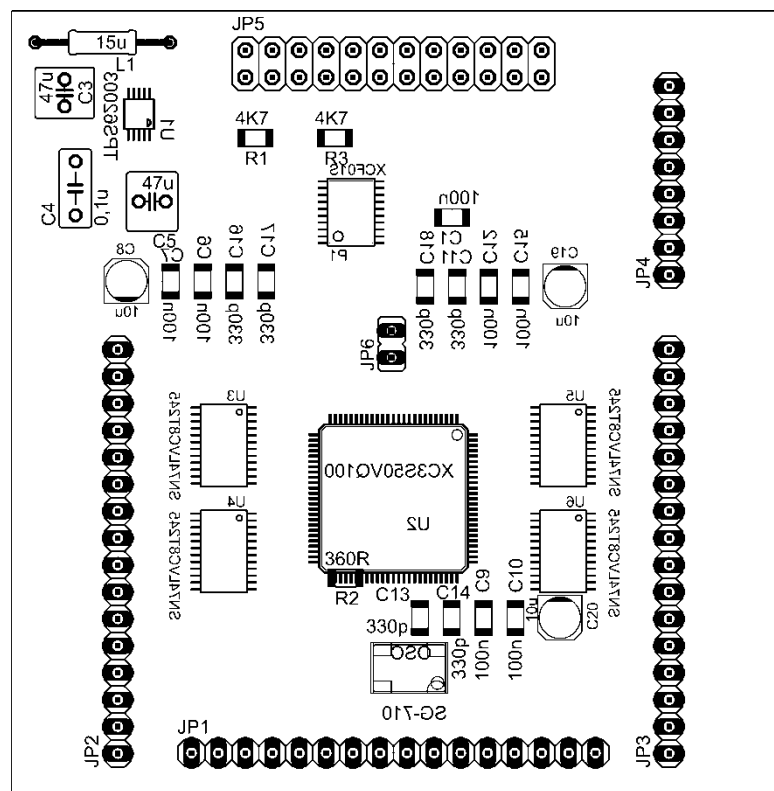 JP5
15u
L1
47u
C3
TPS62003
U1
4K7
R1
4K7
R3
XCF01S
P1
100n
C1
C4
0,1u
47u
C5
C8
10u
C7
100n
C6
100n
C16
330p
C17
330p
C18
330p
C11
330p
C12
100n
C15
100n
C19
10u
JP4
JP6
U3
SN74LVC8T245
U5
SN74LVC8T245
XC3S50VQ100
U2
U4
SN74LVC8T245
U6
SN74LVC8T245
360R
R2
C13
330p
C14
330p
C9
100n
C10
100n
10n
C20
OSC
SG-710
JP2
JP1
JP3